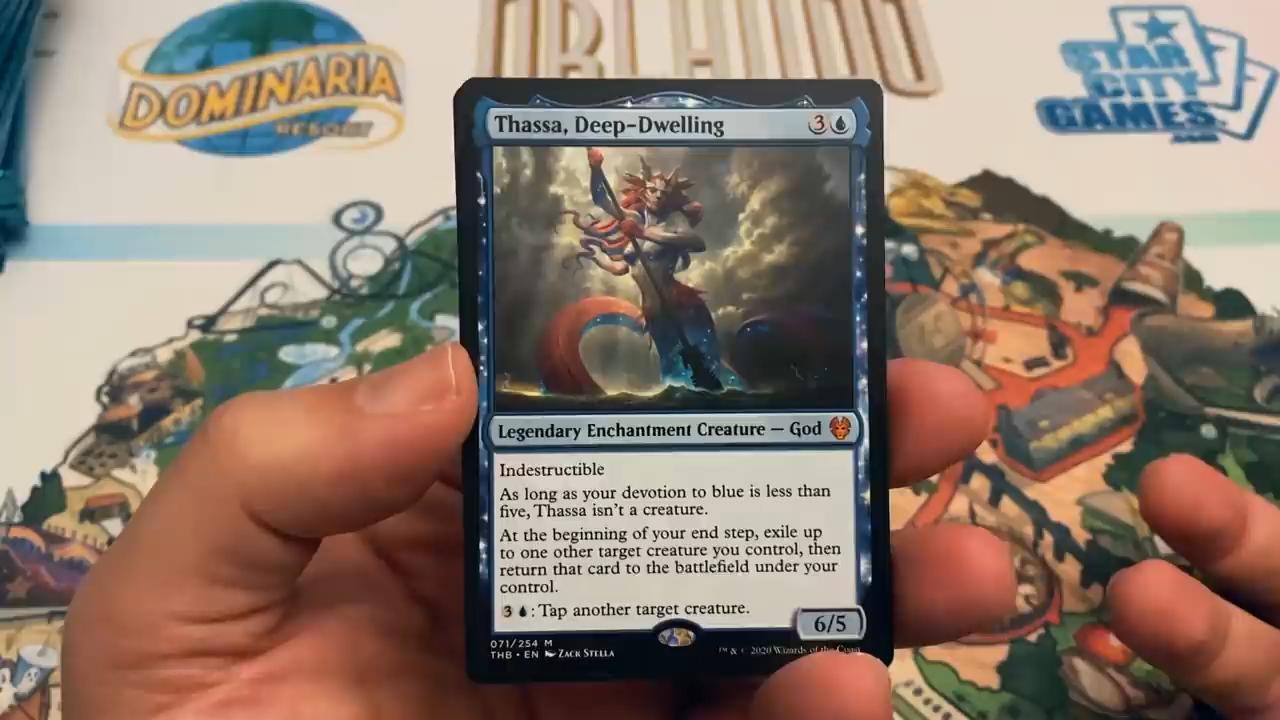 ORLANDO
DOMINARIA
RESORT
STAR
CITY
GAMES
.com
Thassa, Deep-Dwelling
3
Legendary Enchantment Creature — God
Indestructible
As long as your devotion to blue is less than
five, Thassa isn't a creature.
At the beginning of your end step, exile up
to one other target creature you control, then
return that card to the battlefield under your
control.
3 : Tap another target creature.
6/5
071/254 M
THB • EN ZACK STELLA
™ & © 2020 Wizards of the Coast